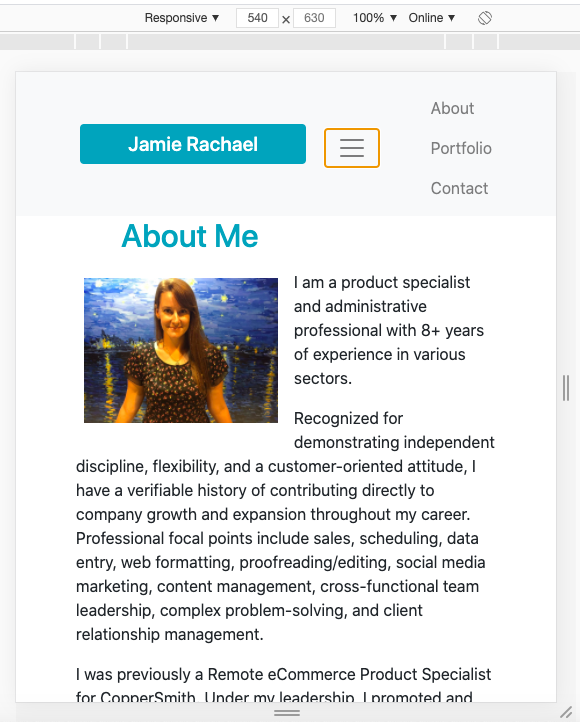 Responsive ▼ 540 × 630 100% ▼ Online ▼
About
Jamie Rachael
Portfolio
Contact
About Me
I am a product specialist
and administrative
professional with 8+ years
of experience in various
sectors.
Recognized for
demonstrating independent
discipline, flexibility, and a customer-oriented attitude, I
have a verifiable history of contributing directly to
company growth and expansion throughout my career.
Professional focal points include sales, scheduling, data
entry, web formatting, proofreading/editing, social media
marketing, content management, cross-functional team
leadership, complex problem-solving, and client
relationship management.
I was previously a Remote eCommerce Product Specialist
for CopperSmith. Under my leadership, I promoted and